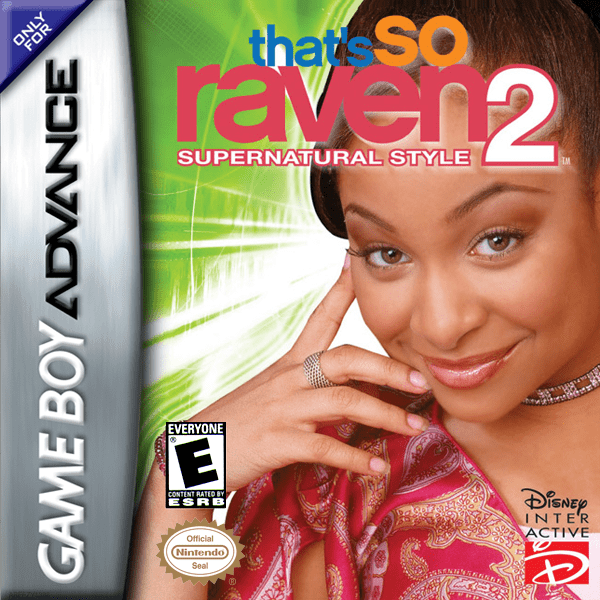 ONLY
FOR
GAME BOY ADVANCE
that's SO
raven2
SUPERNATURAL STYLE
TM
EVERYONE
®
E
CONTENT RATED BY
ESRB
Official
Nintendo
Seal
®
Disney
INTER
ACTIVE
D